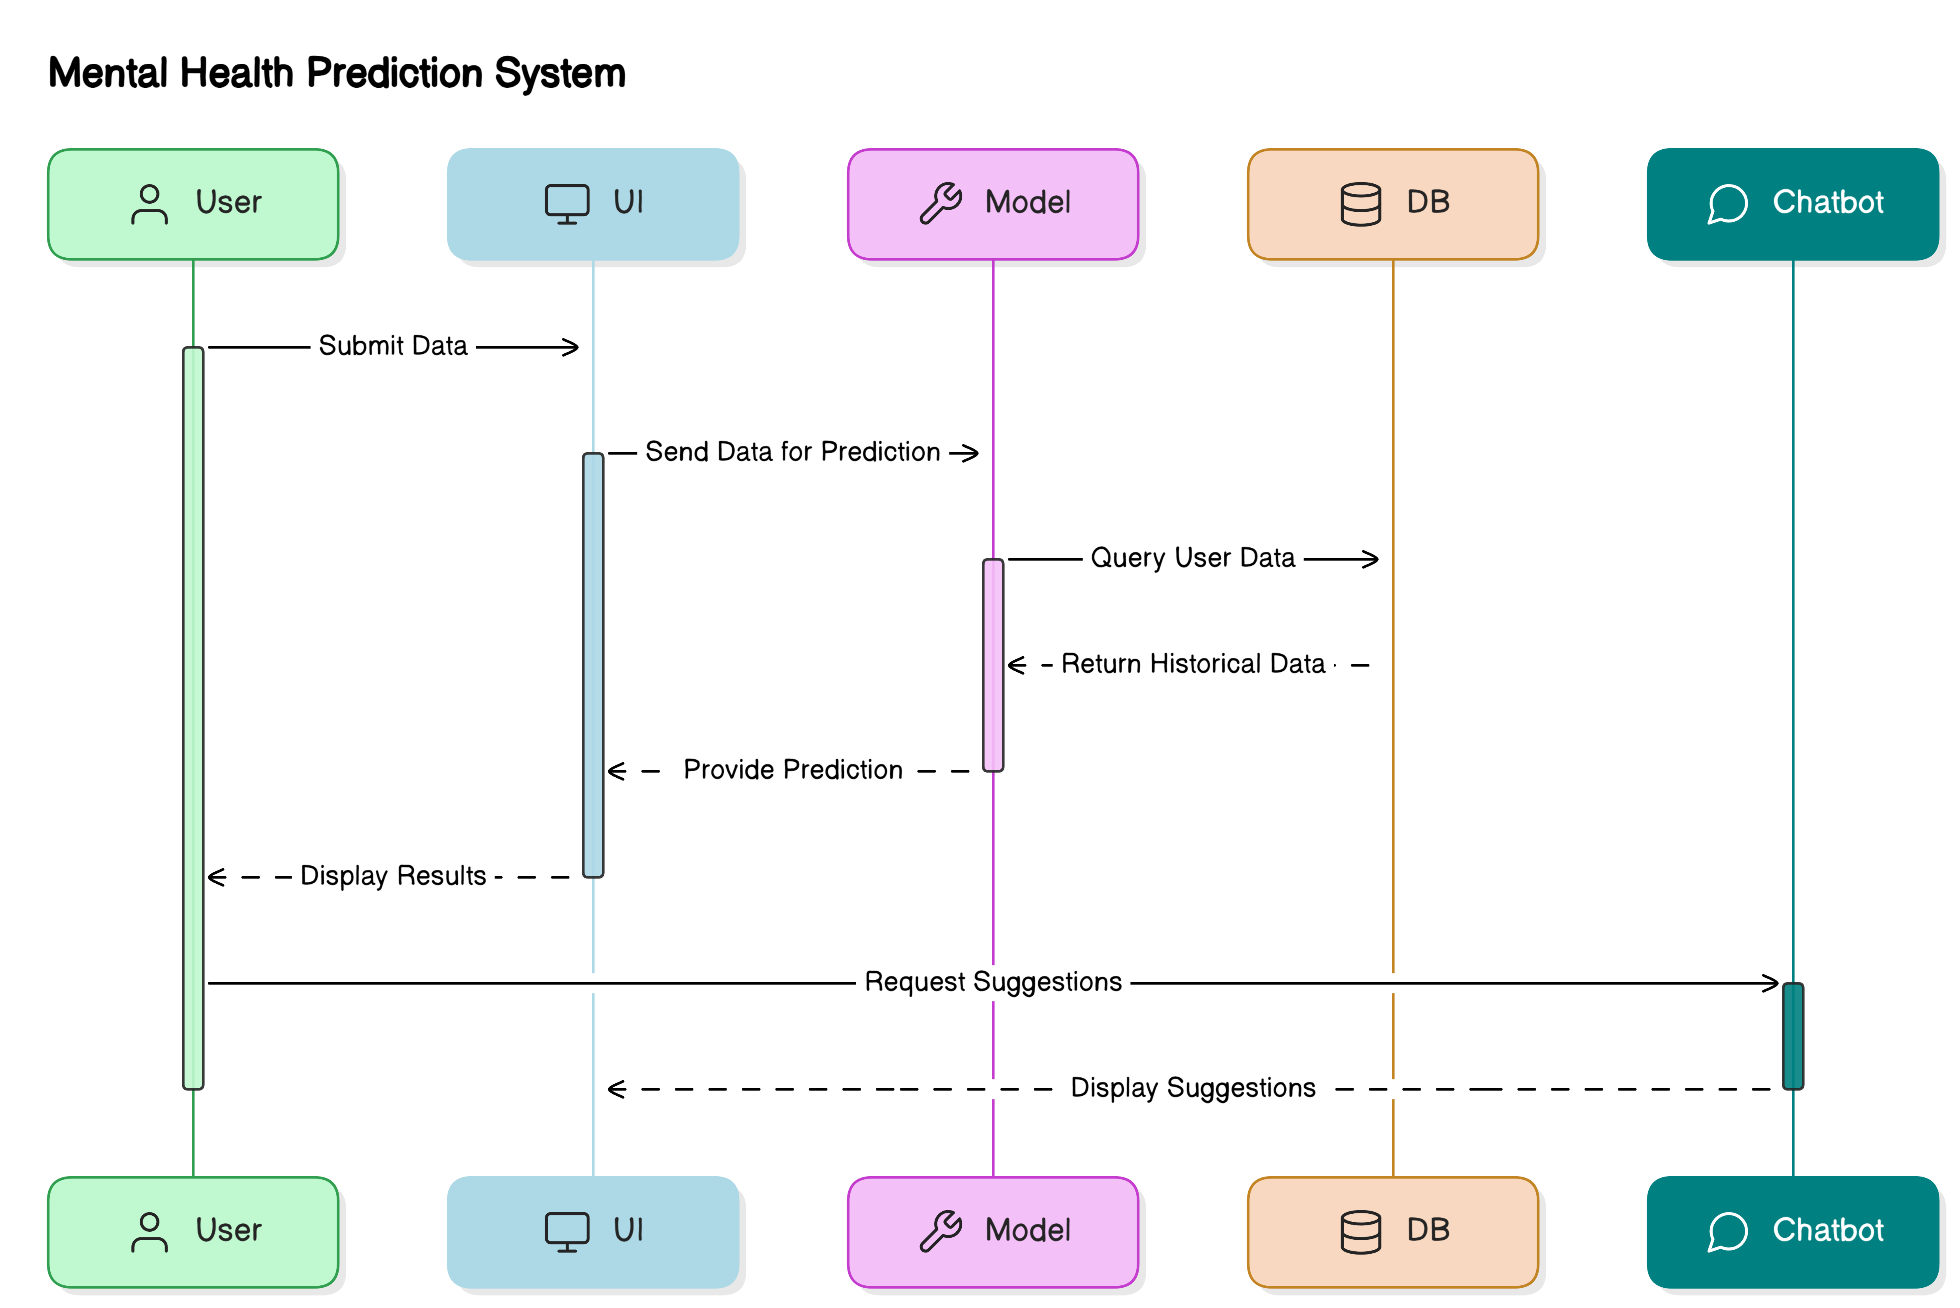 Mental Health Prediction System
User
UI
Model
DB
Chatbot
Submit Data
Send Data for Prediction
Query User Data
Return Historical Data
Provide Prediction
Display Results
Request Suggestions
Display Suggestions
User
UI
Model
DB
Chatbot